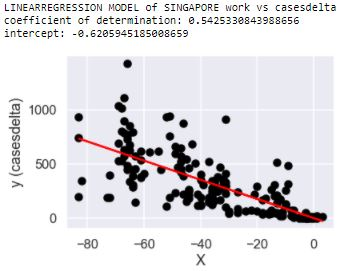 LINEARREGRESSION MODEL of SINGAPORE work vs casesdelta
coefficient of determination: 0.5425330843988656
intercept: -0.6205945185008659
y (casesdelta)
1000
500
0
-80 -60 -40 -20 0
X